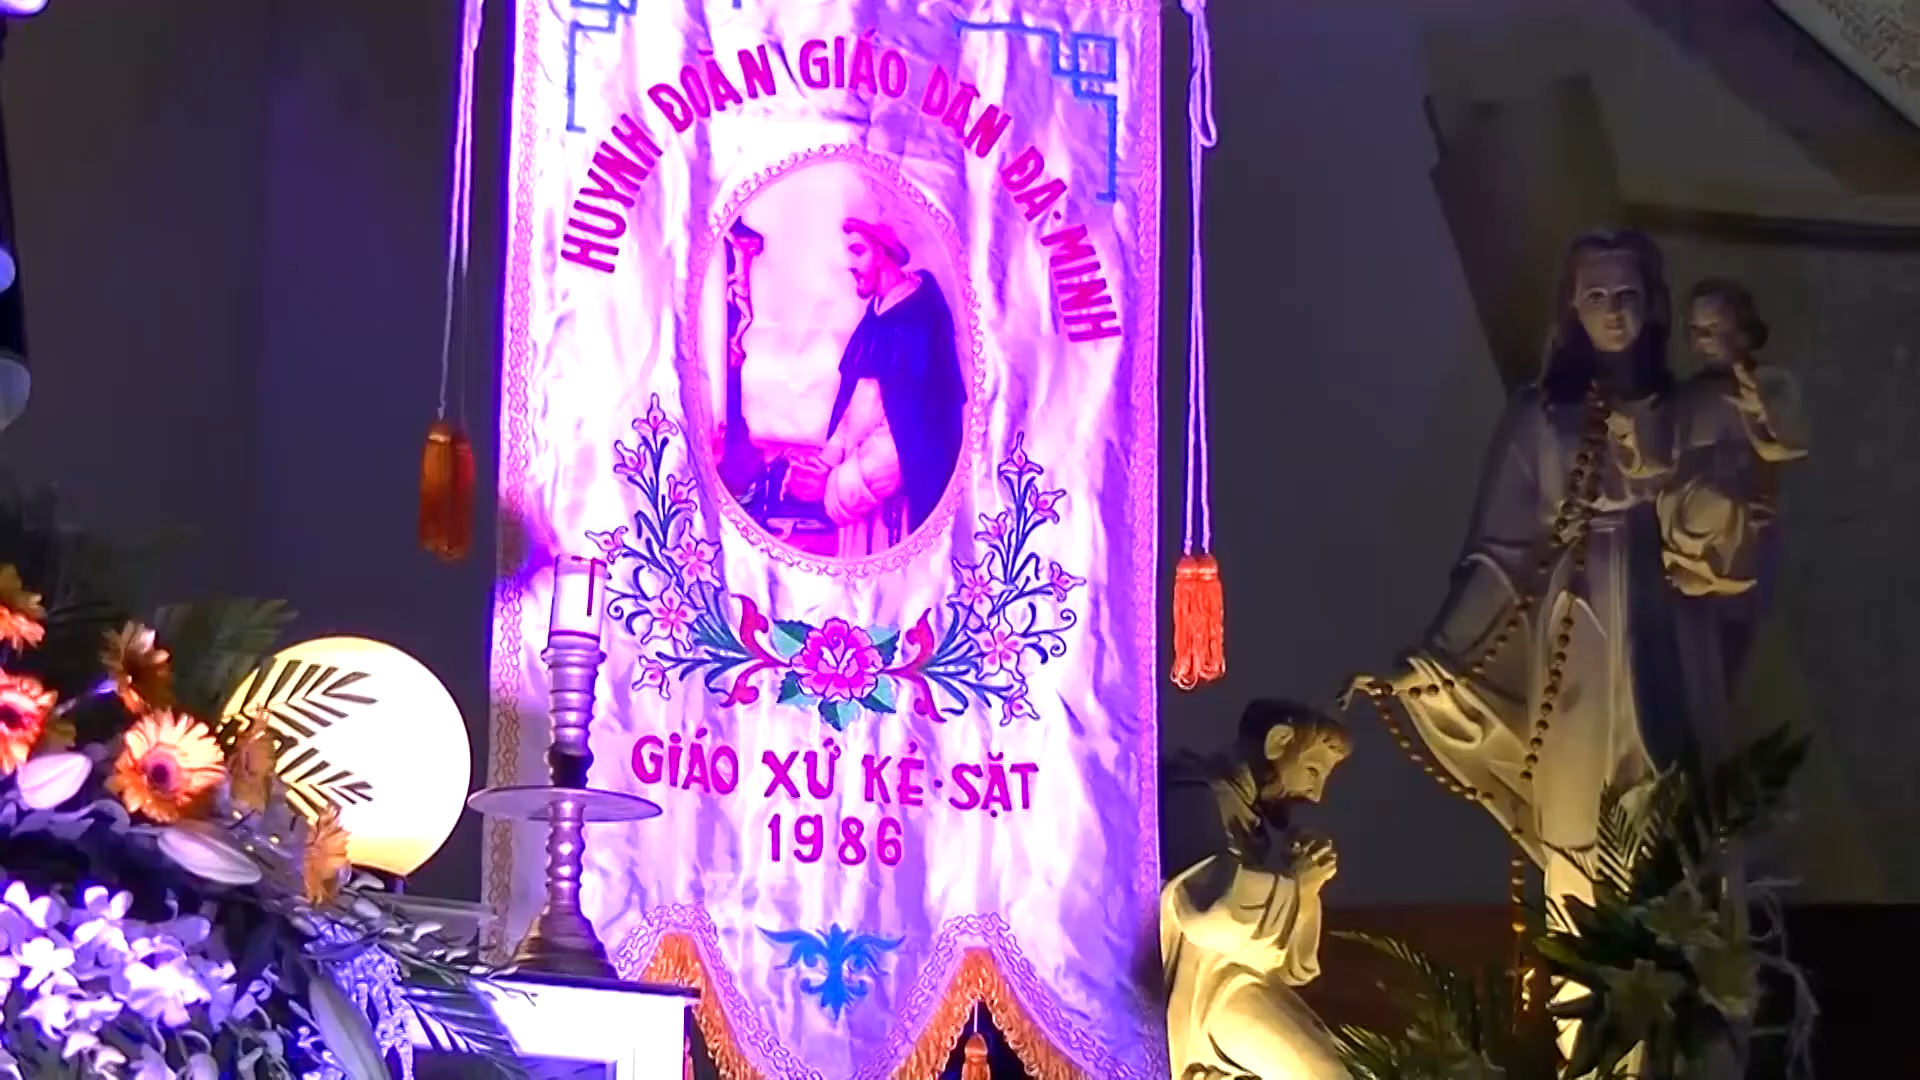 HUYNH ĐOÀN GIÁO DÂN ĐA·MINH
GIÁO XỨ KẺ·SẶT
1986